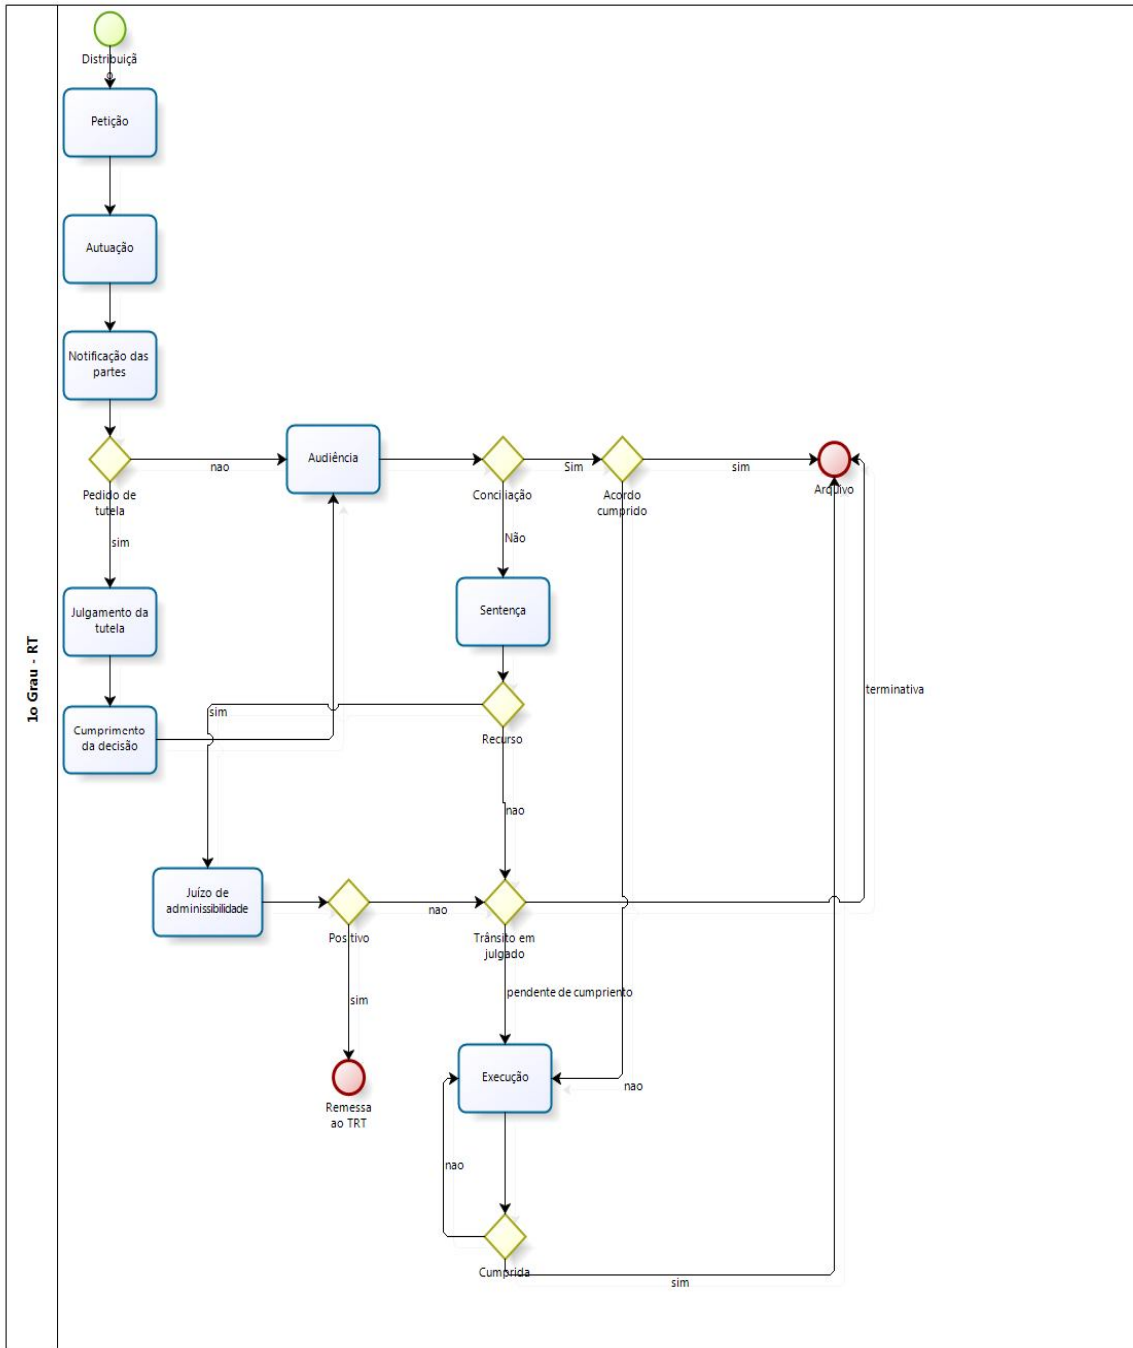 1o Grau - RT
Distribuiçã
o
Petição
Autuação
Notificação das
partes
nao
Audiência
Sim
sim
Pedido de
tutela
Conciliação
Acordo
cumprido
Arquivo
sim
Não
Julgamento da
tutela
Sentença
terminativa
sim
Cumprimento
da decisão
Recurso
nao
Juízo de
adminissibilidade
nao
Positivo
Trânsito em
julgado
sim
pendente de cumpriento
Execução
nao
Remessa
ao TRT
nao
Cumprida
sim